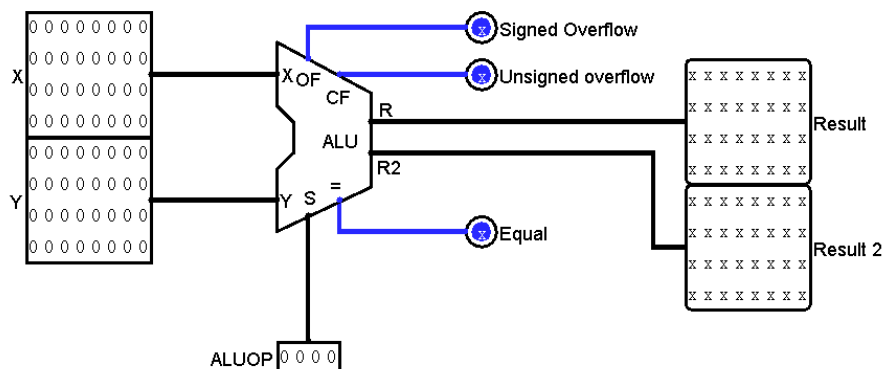 0 0 0 0 0 0 0 0
0 0 0 0 0 0 0 0
0 0 0 0 0 0 0 0
0 0 0 0 0 0 0 0
X
0 0 0 0 0 0 0 0
0 0 0 0 0 0 0 0
0 0 0 0 0 0 0 0
0 0 0 0 0 0 0 0
Y
X OF
CF
ALU
Y S =
R
R2
x Signed Overflow
x Unsigned overflow
x Equal
x x x x x x x x
x x x x x x x x
x x x x x x x x
x x x x x x x x
Result
x x x x x x x x
x x x x x x x x
x x x x x x x x
x x x x x x x x
Result 2
ALUOP 0 0 0 0